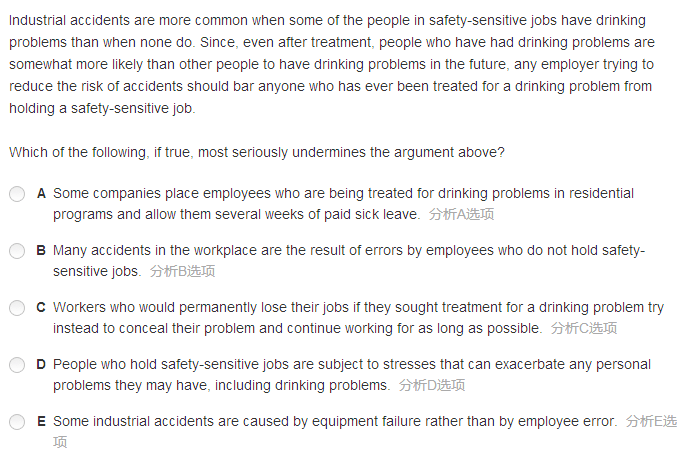 Industrial accidents are more common when some of the people in safety-sensitive jobs have drinking
problems than when none do. Since, even after treatment, people who have had drinking problems are
somewhat more likely than other people to have drinking problems in the future, any employer trying to
reduce the risk of accidents should bar anyone who has ever been treated for a drinking problem from
holding a safety-sensitive job.
Which of the following, if true, most seriously undermines the argument above?
A Some companies place employees who are being treated for drinking problems in residential
programs and allow them several weeks of paid sick leave. 分析A选项
B Many accidents in the workplace are the result of errors by employees who do not hold safety-
sensitive jobs. 分析B选项
C Workers who would permanently lose their jobs if they sought treatment for a drinking problem try
instead to conceal their problem and continue working for as long as possible. 分析C选项
D People who hold safety-sensitive jobs are subject to stresses that can exacerbate any personal
problems they may have, including drinking problems. 分析D选项
E Some industrial accidents are caused by equipment failure rather than by employee error. 分析E选
项